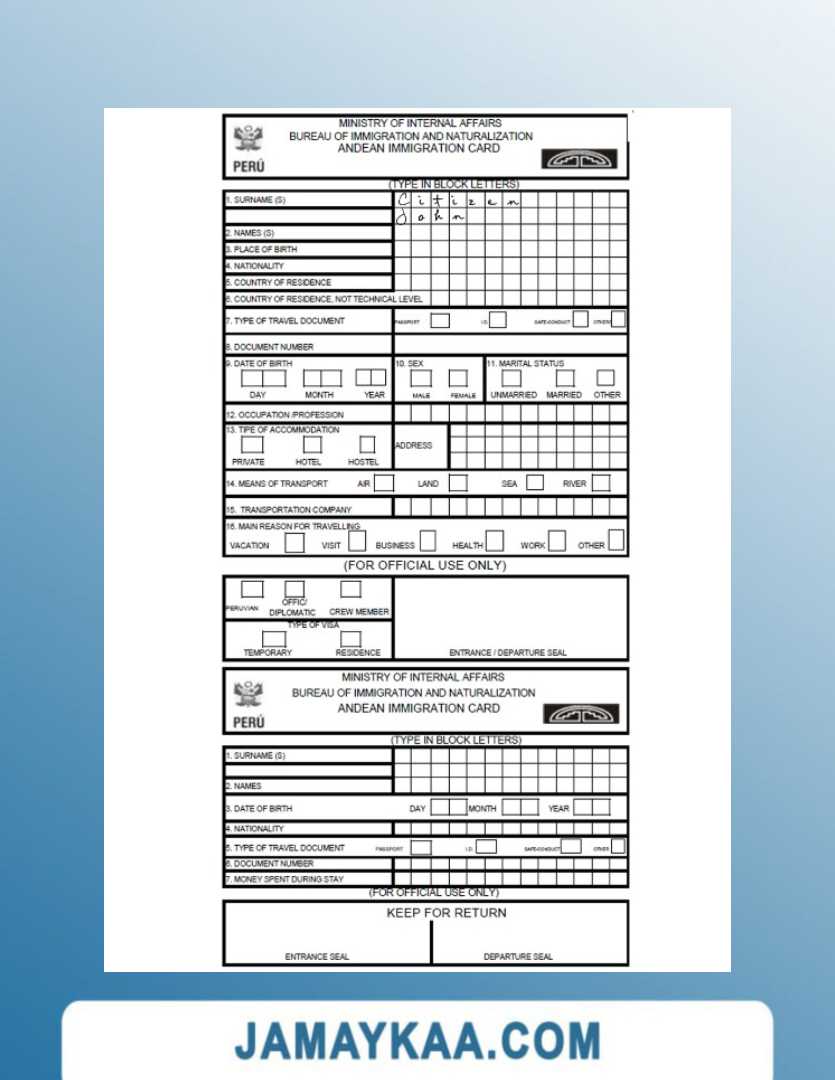 MINISTRY OF INTERNAL AFFAIRS
BUREAU OF IMMIGRATION AND NATURALIZATION
ANDEAN IMMIGRATION CARD
PERÚ
(TYPE IN BLOCK LETTERS)
1. SURNAME (S) Citizen
John
2. NAMES (S)
3. PLACE OF BIRTH
4. NATIONALITY
5. COUNTRY OF RESIDENCE
6. COUNTRY OF RESIDENCE, NOT TECHNICAL LEVEL
7. TYPE OF TRAVEL DOCUMENT PASSPORT I.D. SAFE-CONDUCT OTHER
8. DOCUMENT NUMBER
9. DATE OF BIRTH 10. SEX 11. MARITAL STATUS
DAY MONTH YEAR MALE FEMALE UNMARRIED MARRIED OTHER
12. OCCUPATION /PROFESSION
13. TIPE OF ACCOMMODATION
ADDRESS
PRIVATE HOTEL HOSTEL
14. MEANS OF TRANSPORT AIR LAND SEA RIVER
15. TRANSPORTATION COMPANY
16. MAIN REASON FOR TRAVELLING
VACATION VISIT BUSINESS HEALTH WORK OTHER
(FOR OFFICIAL USE ONLY)
PERUVIAN OFFIC/ DIPLOMATIC CREW MEMBER
TYPE OF VISA
TEMPORARY RESIDENCE ENTRANCE / DEPARTURE SEAL
MINISTRY OF INTERNAL AFFAIRS
BUREAU OF IMMIGRATION AND NATURALIZATION
ANDEAN IMMIGRATION CARD
PERÚ
(TYPE IN BLOCK LETTERS)
1. SURNAME (S)
2. NAMES
3. DATE OF BIRTH DAY MONTH YEAR
4. NATIONALITY
5. TYPE OF TRAVEL DOCUMENT PASSPORT I.D. SAFE-CONDUCT OTHER
6. DOCUMENT NUMBER
7. MONEY SPENT DURING STAY
(FOR OFFICIAL USE ONLY)
KEEP FOR RETURN
ENTRANCE SEAL DEPARTURE SEAL
JAMAYKAA.COM